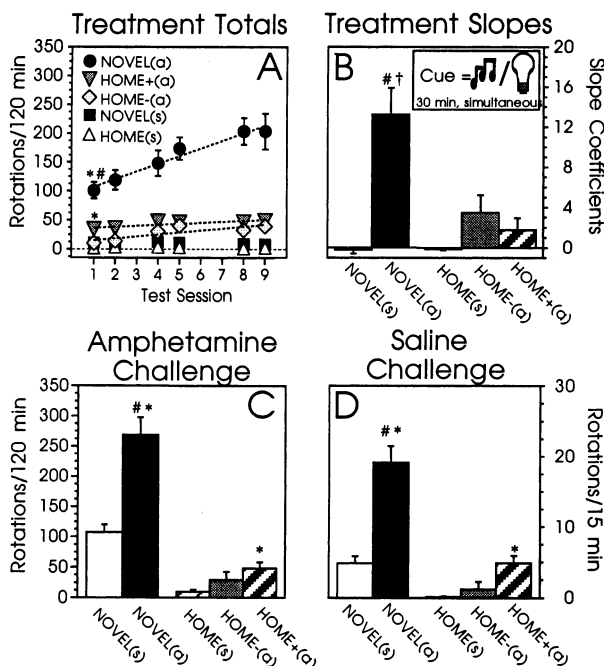 Treatment Totals
Rotations/120 min
350
300
250
200
150
100
50
0
A
NOVEL(a)
HOME+(a)
HOME-(a)
NOVEL(s)
HOME(s)
*#
*
1 2 3 4 5 6 7 8 9
Test Session
Treatment Slopes
B
Cue = /
30 min, simultaneous
#†
20
16
12
8
4
0
Slope Coefficients
NOVEL(s)
NOVEL(a)
HOME(s)
HOME-(a)
HOME+(a)
Amphetamine
Challenge
Rotations/120 min
350
300
250
200
150
100
50
0
C
#*
*
NOVEL(s)
NOVEL(a)
HOME(s)
HOME-(a)
HOME+(a)
Saline
Challenge
D
#*
*
30
20
10
0
Rotations/15 min
NOVEL(s)
NOVEL(a)
HOME(s)
HOME-(a)
HOME+(a)